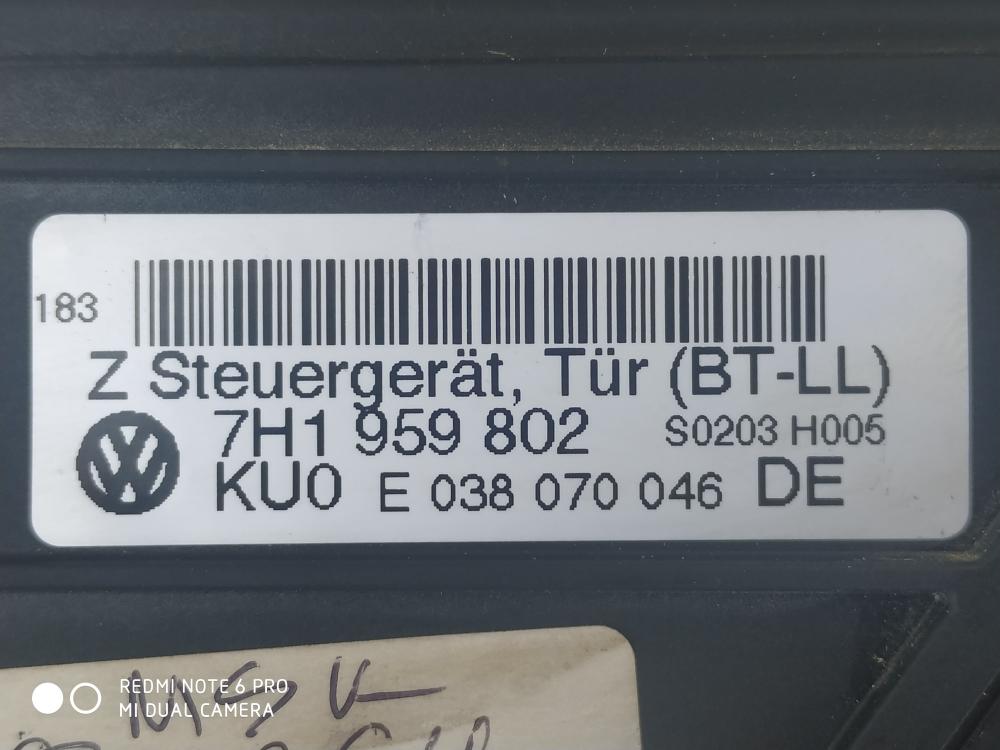 183
Z Steuergerät, Tür (BT-LL)
7H1 959 802 S0203 H005
KU0 E 038 070 046 DE
REDMI NOTE 6 PRO
MI DUAL CAMERA